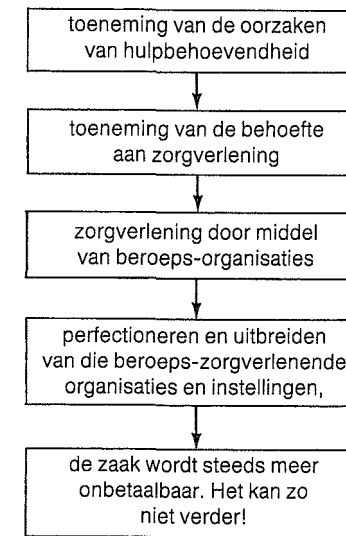 toeneming van de oorzaken
van hulpbehoevendheid
toeneming van de behoefte
aan zorgverlening
zorgverlening door middel
van beroeps-organisaties
perfectioneren en uitbreiden
van die beroeps-zorgverlenende
organisaties en instellingen,
de zaak wordt steeds meer
onbetaalbaar. Het kan zo
niet verder!